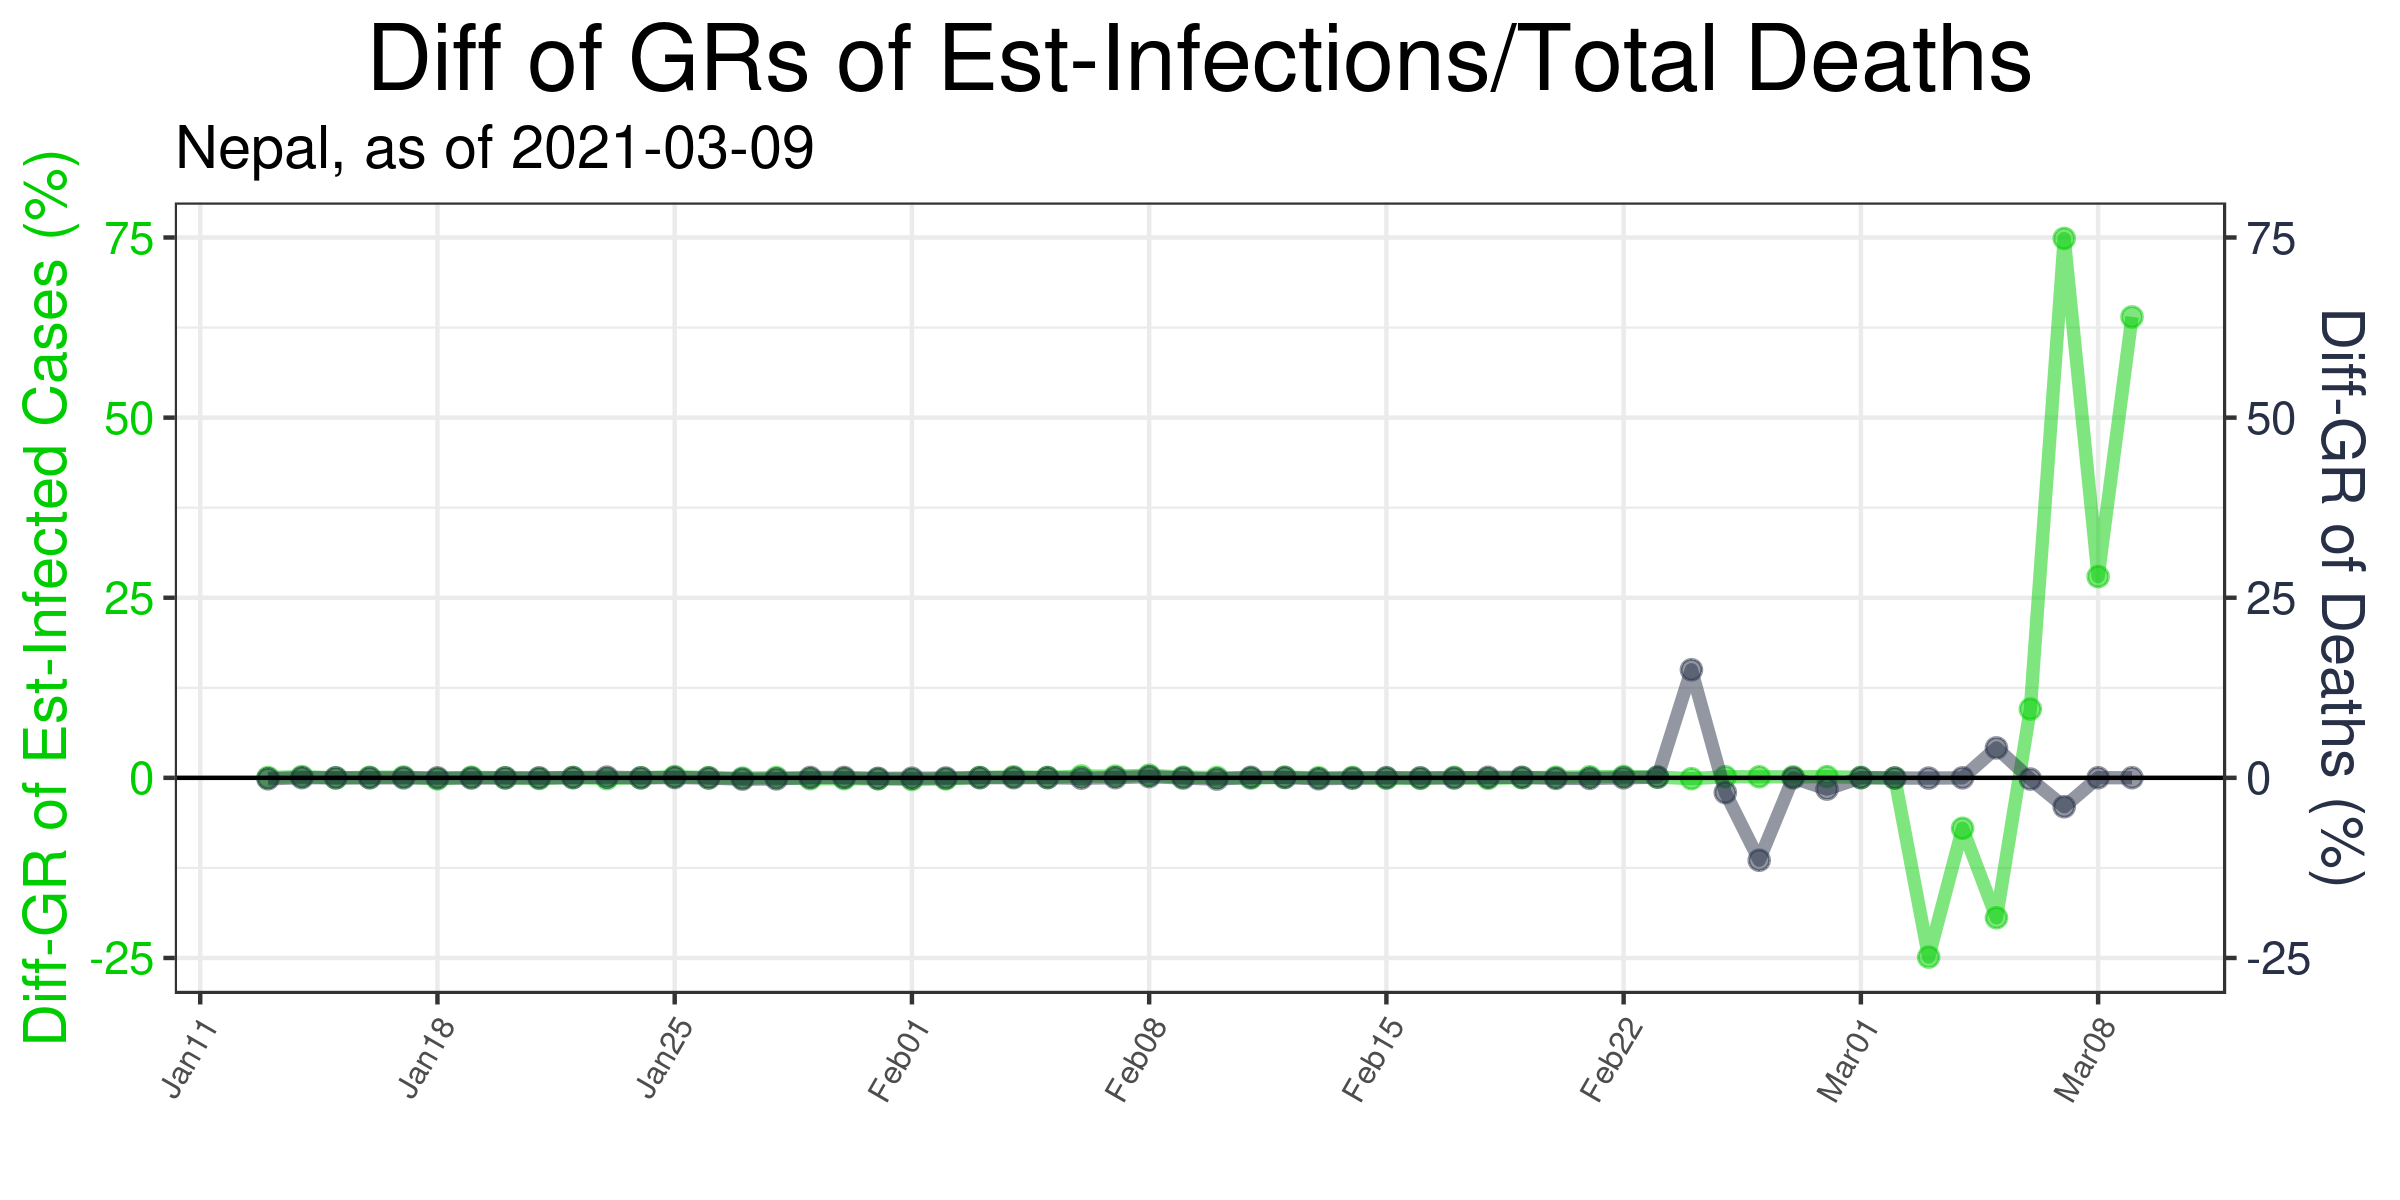 Diff of GRs of Est-Infections/Total Deaths
Nepal, as of 2021-03-09
Diff-GR of Est-Infected Cases (%)
75
50
25
0
-25
75
50
25
0
-25
Diff-GR of Deaths (%)
Jan11
Jan18
Jan25
Feb01
Feb08
Feb15
Feb22
Mar01
Mar08